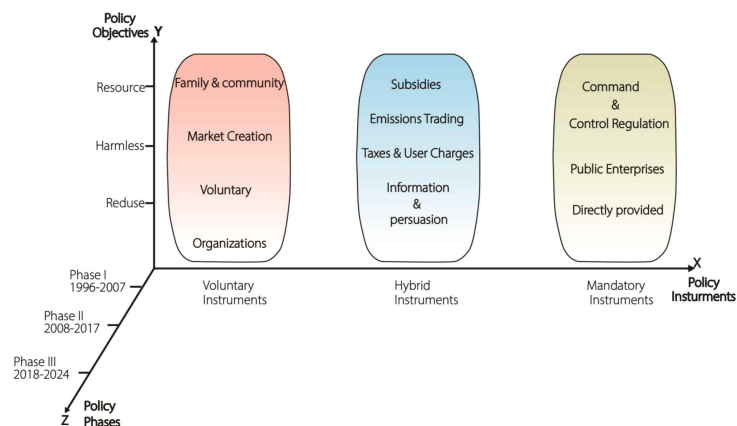 Policy
Objectives Y
Resource
Harmless
Reduse
Family & community
Market Creation
Voluntary
Organizations
Subsidies
Emissions Trading
Taxes & User Charges
Information
&
persuasion
Command
&
Control Regulation
Public Enterprises
Directly provided
X
Policy
Insturments
Voluntary
Instruments
Hybrid
Instruments
Mandatory
Instruments
Phase I
1996-2007
Phase II
2008-2017
Phase III
2018-2024
Z
Policy
Phases